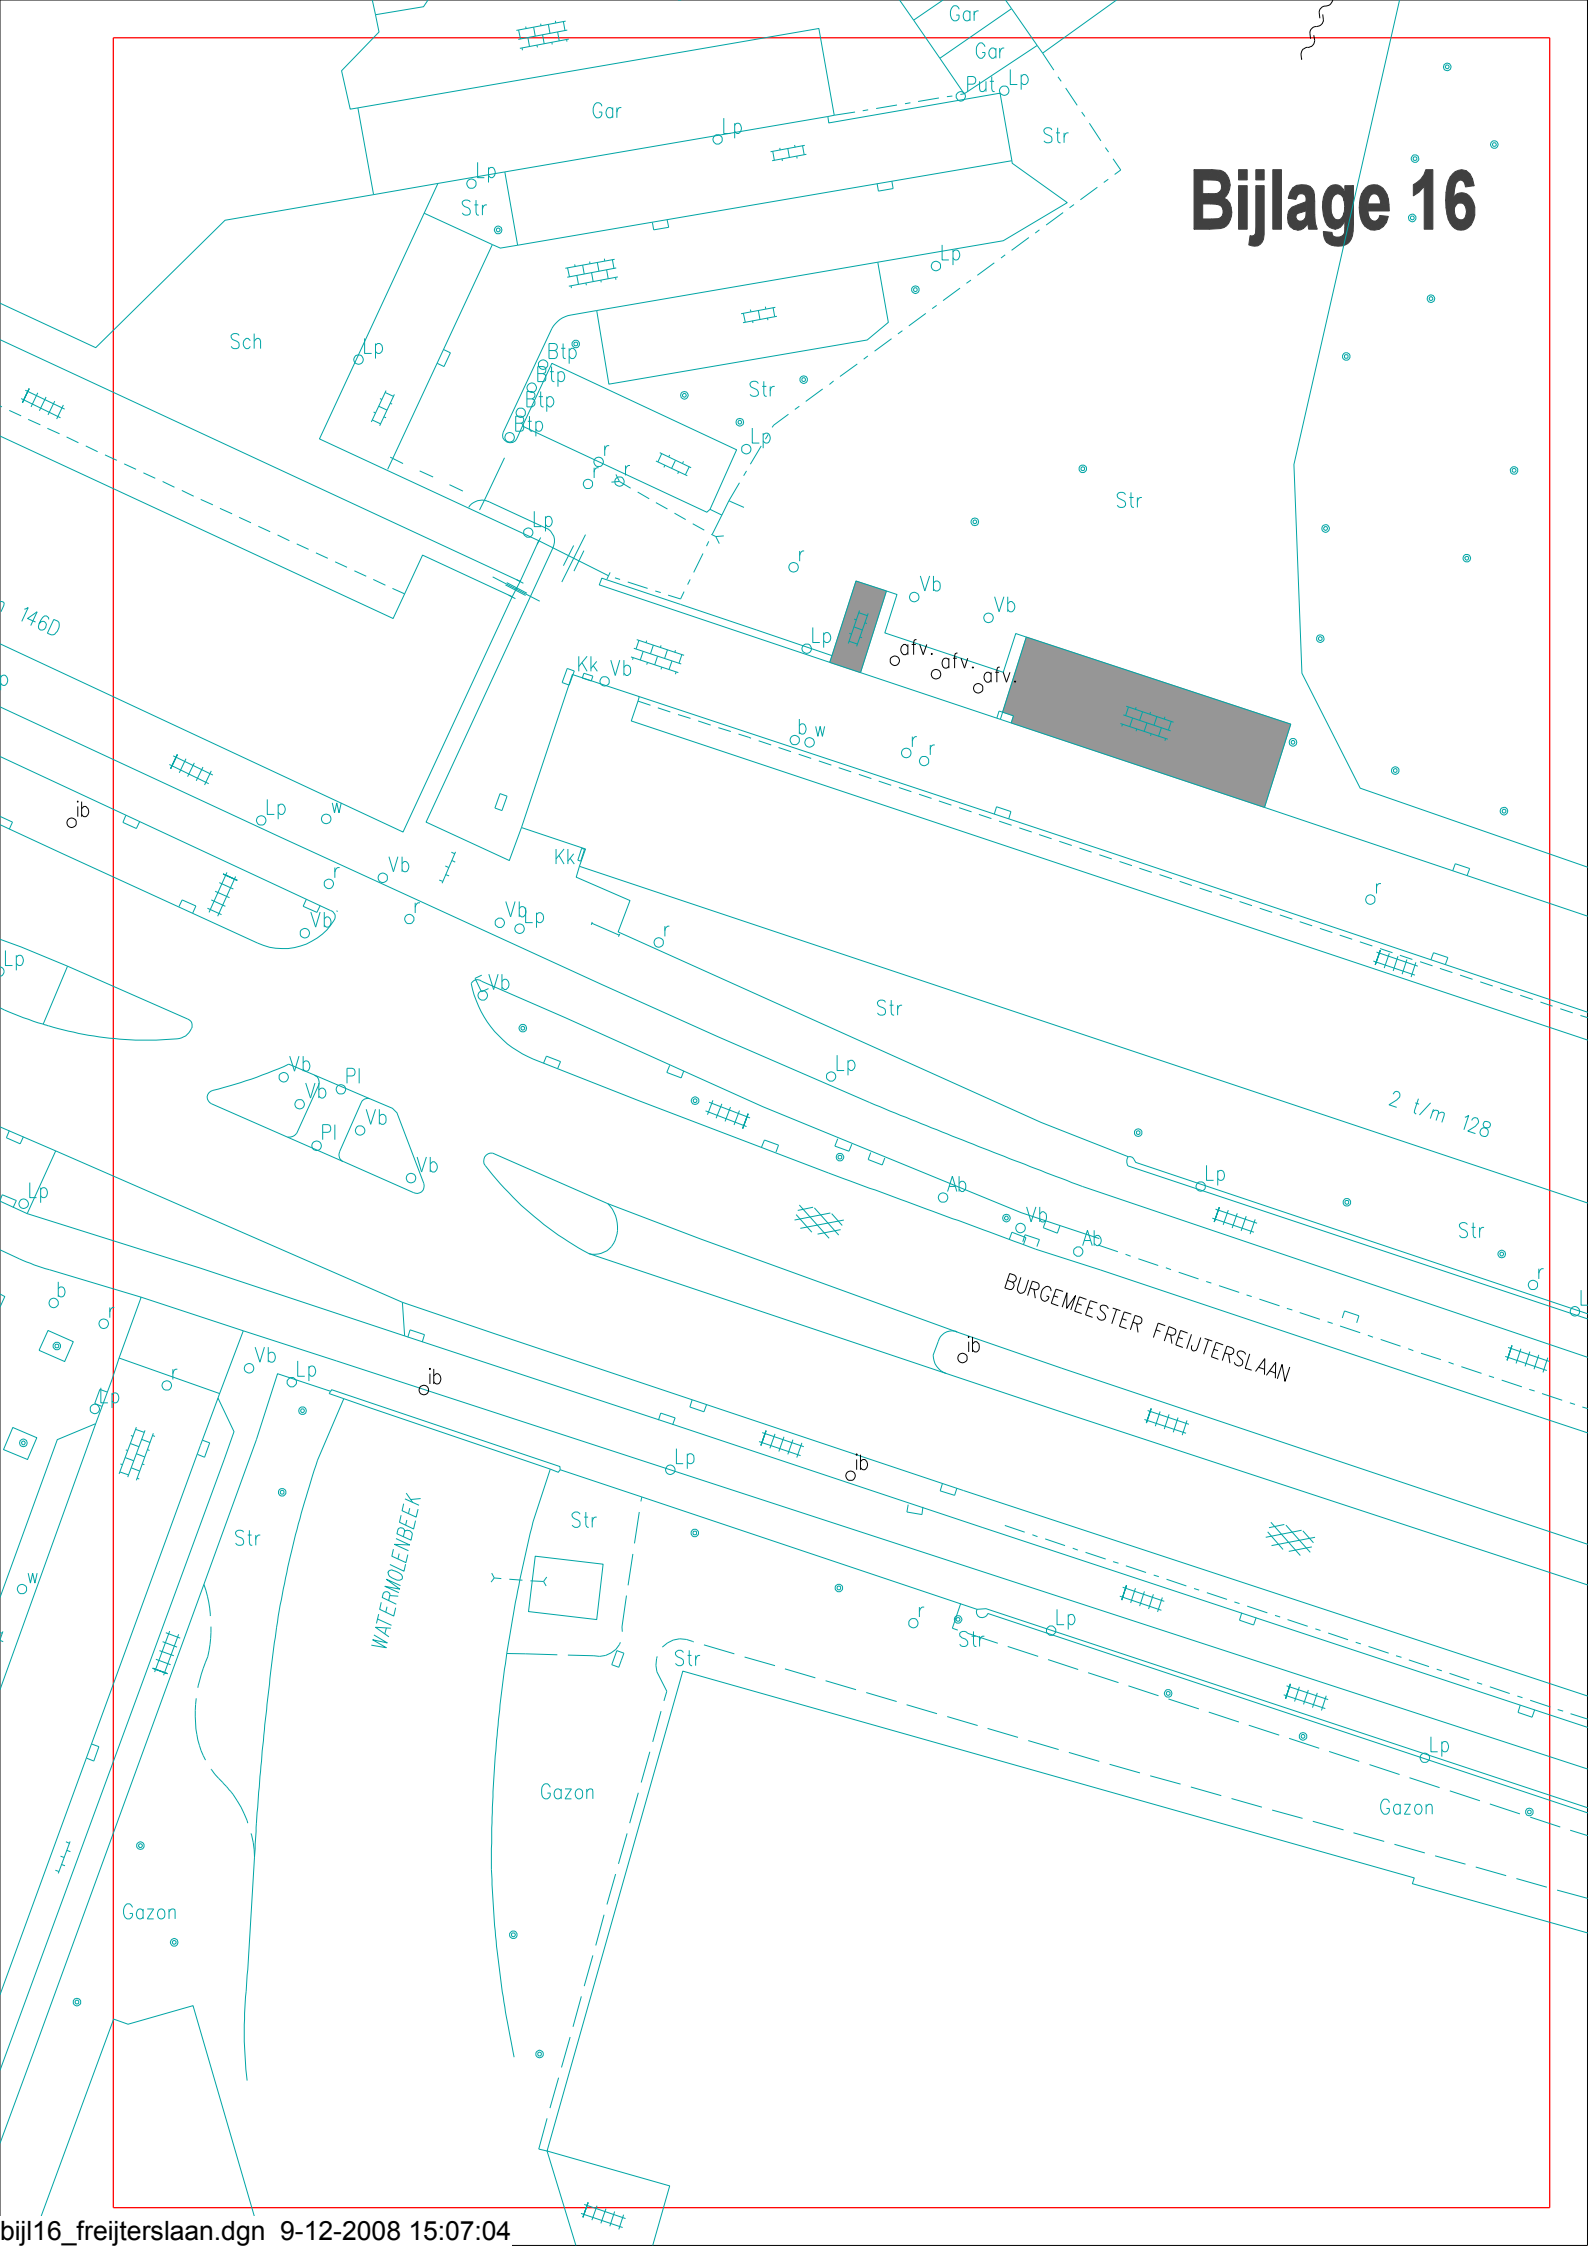 Gar
Gar
Put Lp
Gar
Lp
Str
Lp
Bijlage 16
Str
Lp
Sch
Lp
Btp
Btp
Str
Btp
Btp
Lp
r
r
r
Str
Lp
r
Vb
Vb
146D
Lp
afv.
afv.
afv.
Kk Vb
b w
r
r
ib
Lp
w
Kk
Vb
r
r
r
Vb
Lp
Vb
r
Lp
Vb
Str
Vb
Pl
Lp
Vb
Vb
2 t/m 128
Pl
Vb
Lp
Lp
Ab
Vb
Str
Ab
BURGEMEESTER FREIJTERSLAAN
r
b
r
ib
Vb
Lp
r
ib
Lp
Lp
ib
WATERMOLENBEEK
Str
Str
w
r
Lp
Str
Str
Lp
Gazon
Gazon
Gazon
bijl16_freijterslaan.dgn 9-12-2008 15:07:04